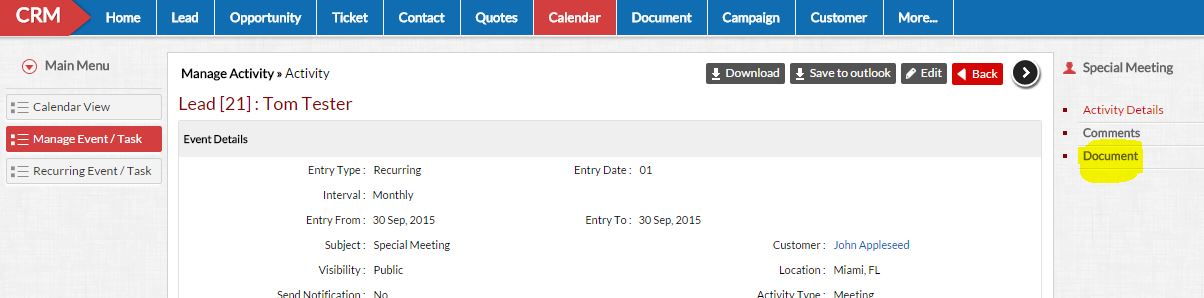 CRM Home Lead Opportunity Ticket Contact Quotes Calendar Document Campaign Customer More...
Main Menu
Calendar View
Manage Event / Task
Recurring Event / Task
Manage Activity » Activity
Download Save to outlook Edit Back
Lead [21] : Tom Tester
Event Details
Entry Type : Recurring Entry Date : 01
Interval : Monthly
Entry From : 30 Sep, 2015 Entry To : 30 Sep, 2015
Subject : Special Meeting Customer : John Appleseed
Visibility : Public Location : Miami, FL
Send Notification : No Activity Type : Meeting
Special Meeting
Activity Details
Comments
Document